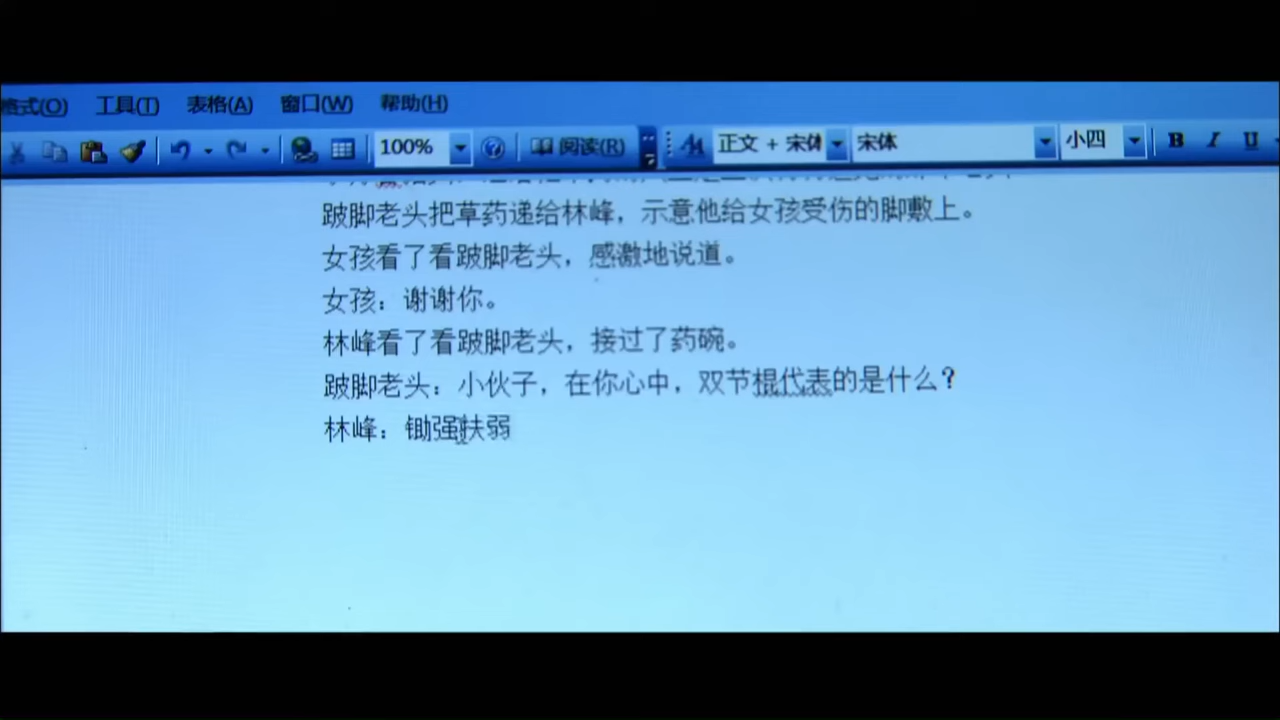 格式(O) 工具(T) 表格(A) 窗口(W) 帮助(H)
100% 阅读(R) 正文 + 宋体 宋体 小四 B I U
跛脚老头把草药递给林峰，示意他给女孩受伤的脚敷上。
女孩看了看跛脚老头，感激地说道。
女孩：谢谢你。
林峰看了看跛脚老头，接过了药碗。
跛脚老头：小伙子，在你心中，双节棍代表的是什么？
林峰：锄强扶弱